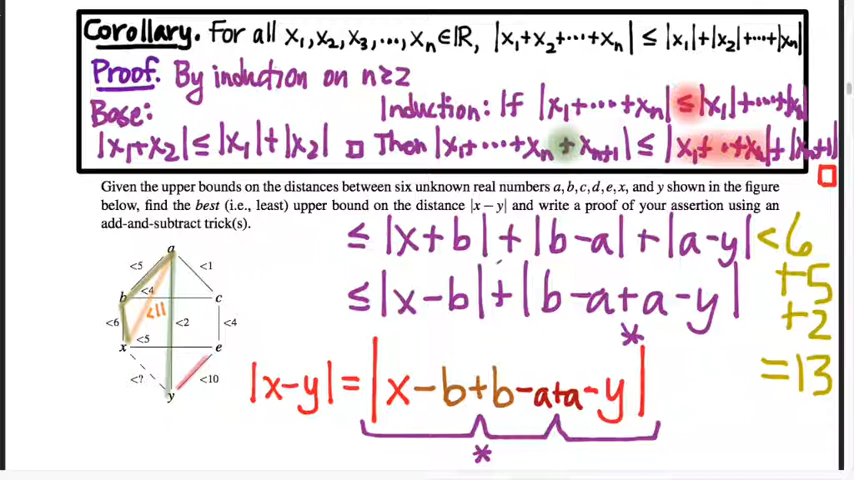 Corollary. For all x₁,x₂,x₃,...,xₙ∈ℝ, |x₁+x₂+...+xₙ| ≤ |x₁|+|x₂|+...+|xₙ|
Proof. By induction on n≥2
Base:
|x₁+x₂| ≤ |x₁|+|x₂| □
Induction: If |x₁+...+xₙ| ≤ |x₁|+...+|xₙ|
Then |x₁+...+xₙ+xₙ₊₁| ≤ |x₁+...+xₙ|+|xₙ₊₁|
□
Given the upper bounds on the distances between six unknown real numbers a,b,c,d,e,x, and y shown in the figure
below, find the best (i.e., least) upper bound on the distance |x−y| and write a proof of your assertion using an
add-and-subtract trick(s).
a
<5
<1
<4
b
c
<11
<6
<2
<4
<5
x
e
<?
<10
y
≤ |x+b|+|b-a|+|a-y| <6
+5
≤|x-b|+|b-a+a-y|
+2
*
=13
|x-y|=|x-b+b-a+a-y|
*